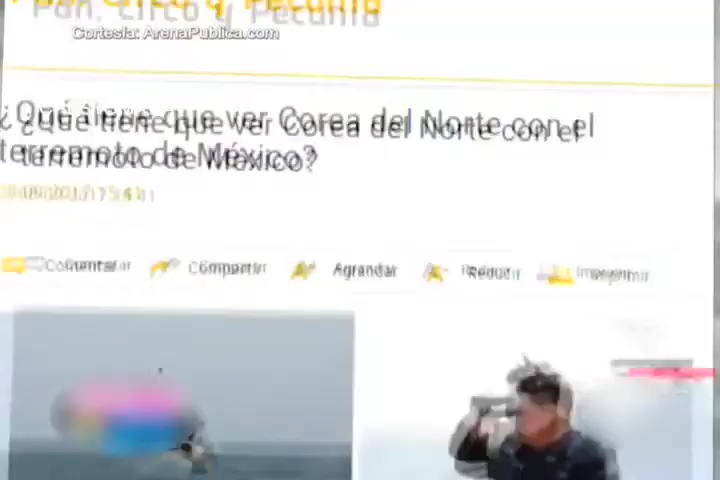 Pan, Circo y Pecunia
Cortesía: ArenaPublica.com
¿Qué tiene que ver Corea del Norte con el
terremoto de México?
Comentar
Compartir
Agrandar
Reducir
Imprimir